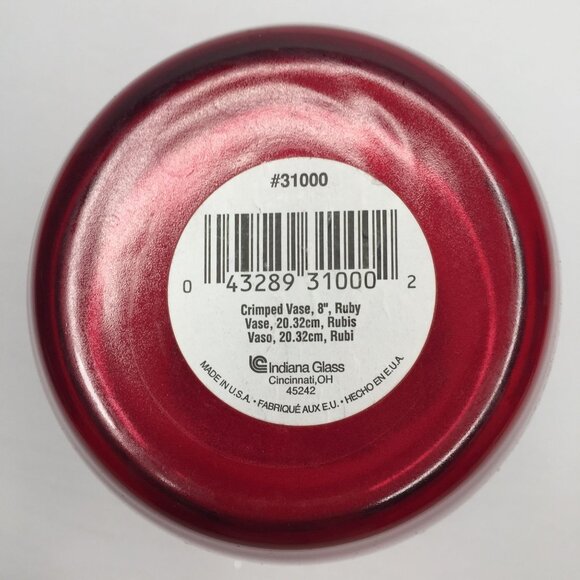 #31000
0 43289 31000 2
Crimped Vase, 8", Ruby
Vase, 20.32cm, Rubis
Vaso, 20.32cm, Rubi
Indiana Glass
Cincinnati,OH
45242
MADE IN U.S.A. • FABRIQUÉ AUX E.U. • HECHO EN E.U.A.